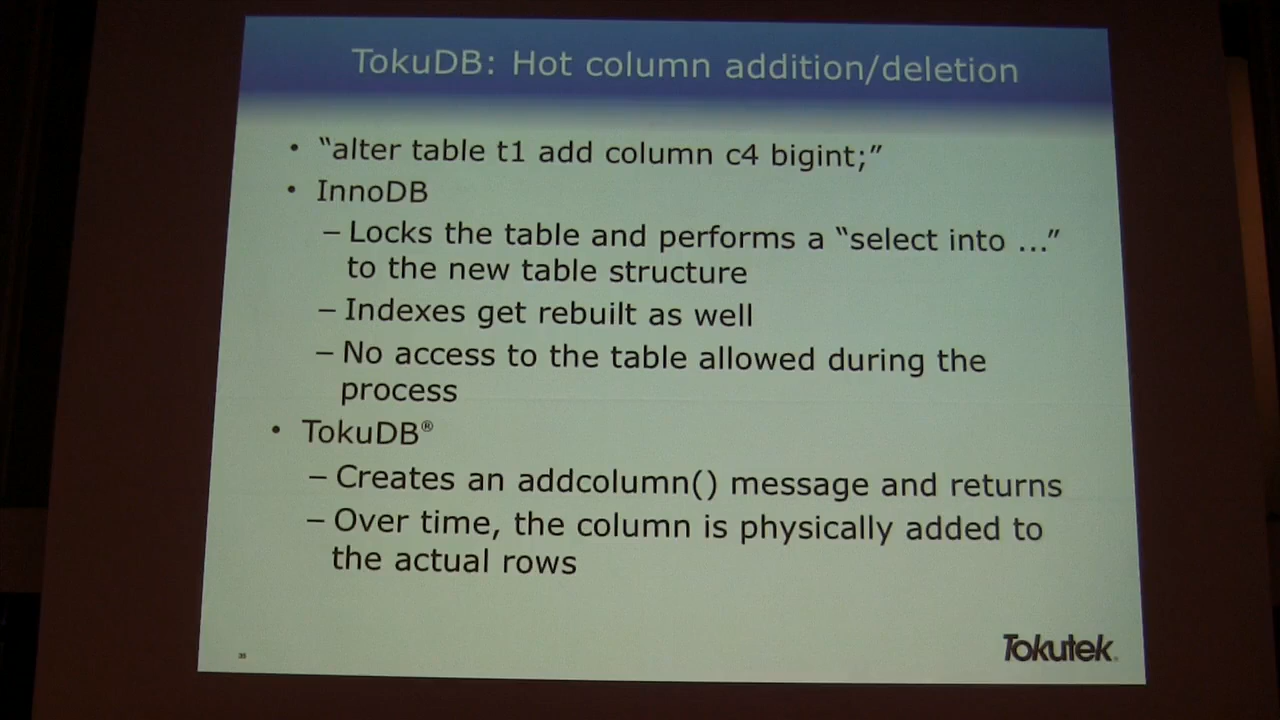 TokuDB: Hot column addition/deletion
• “alter table t1 add column c4 bigint;”
• InnoDB
– Locks the table and performs a “select into ...”
to the new table structure
– Indexes get rebuilt as well
– No access to the table allowed during the
process
• TokuDB®
– Creates an addcolumn() message and returns
– Over time, the column is physically added to
the actual rows
Tokutek